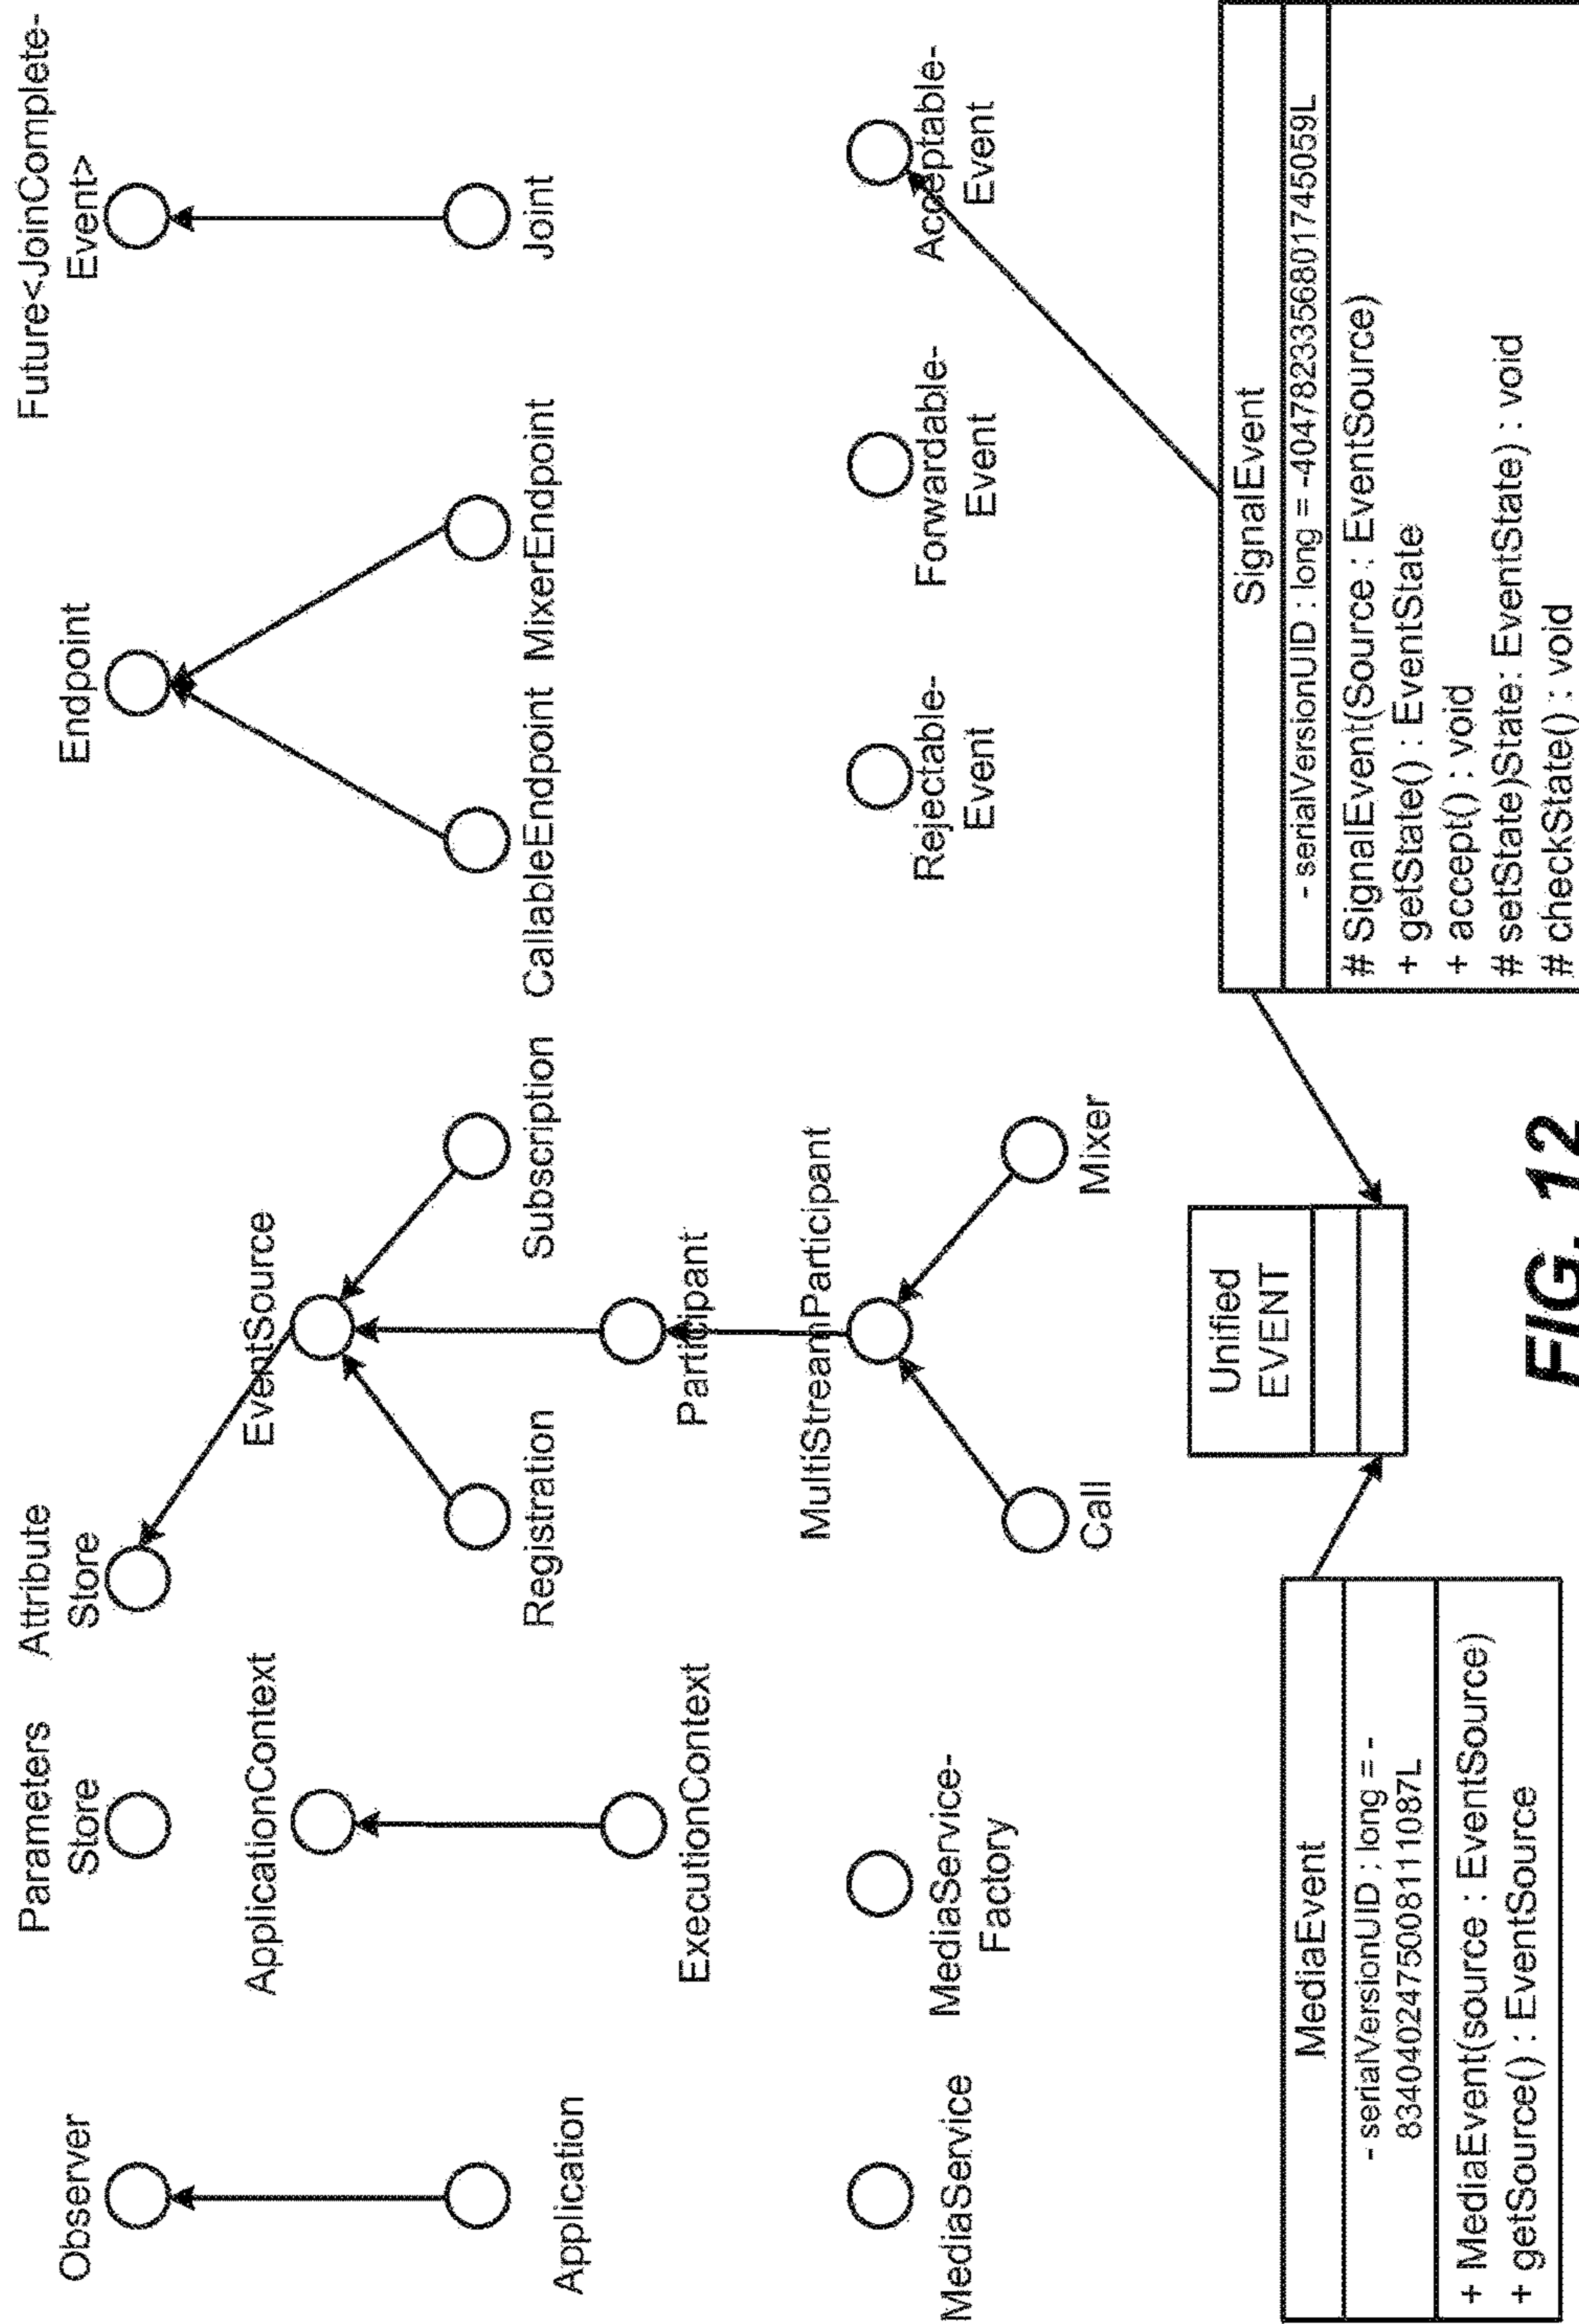 Observer
Application
Parameters
Store
ApplicationContext
ExecutionContext
Attribute
Store
EventSource
Registration
Subscription
Participant
MultiStreamParticipant
Call
Mixer
Endpoint
CallableEndpoint
MixerEndpoint
Future<JoinComplete-
Event>
Joint
MediaService
MediaService-
Factory
Rejectable-
Event
Forwardable-
Event
Acceptable-
Event
MediaEvent
- serialVersionUID : long = -
8340402475008111087L
+ MediaEvent(source : EventSource)
+ getSource() : EventSource
Unified
EVENT
SignalEvent
- serialVersionUID : long = -4047823356801745059L
# SignalEvent(Source : EventSource)
+ getState() : EventState
+ accept() : void
# setState)State: EventState) : void
# checkState() : void
FIG. 12